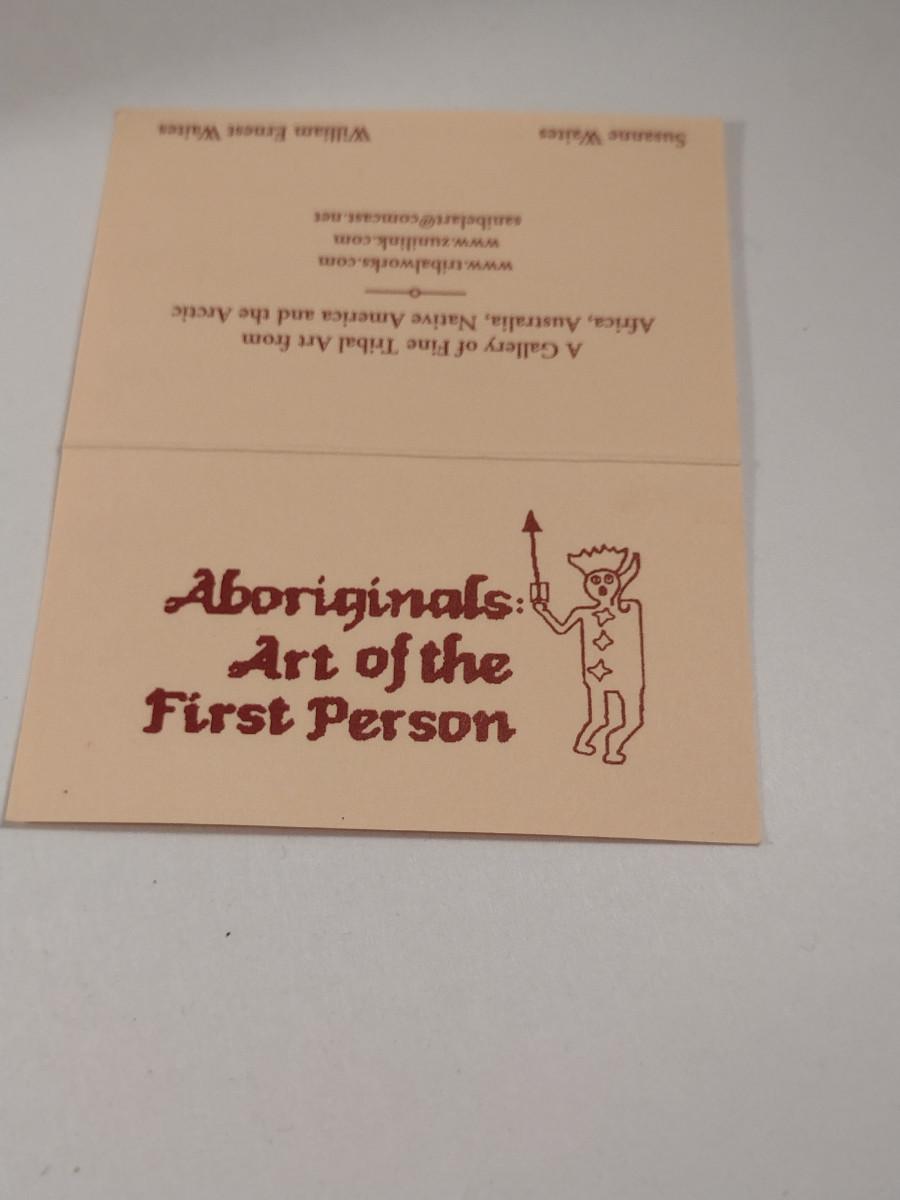 Aboriginals:
Art of the
First Person
A Gallery of Fine Tribal Art from
Africa, Australia, Native America and the Arctic
www.tribalworks.com
www.zunilink.com
sanibelart@comcast.net
Susanne Waites William Ernest Waites